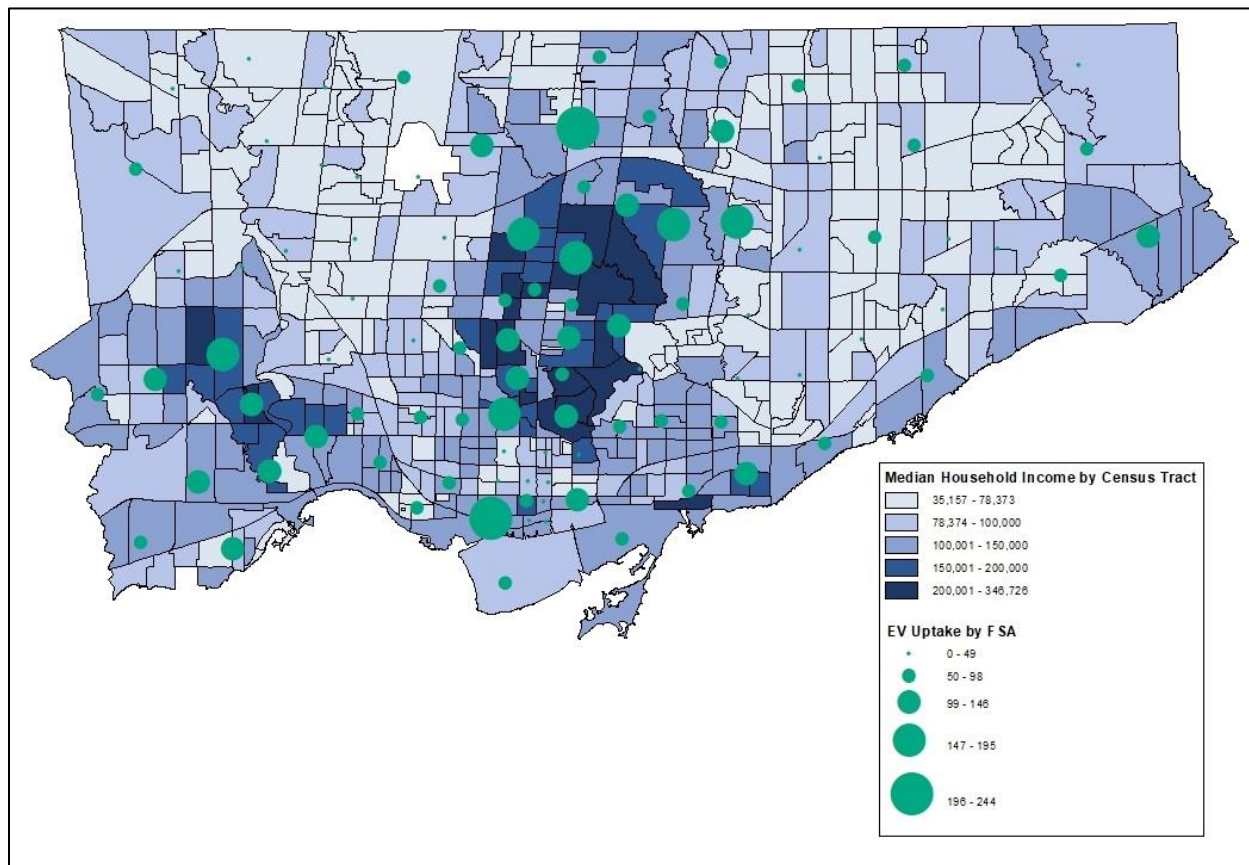 Median Household Income by Census Tract
35,157 - 78,373
78,374 - 100,000
100,001 - 150,000
150,001 - 200,000
200,001 - 346,726
EV Uptake by FSA
0 - 49
50 - 98
99 - 146
147 - 195
196 - 244